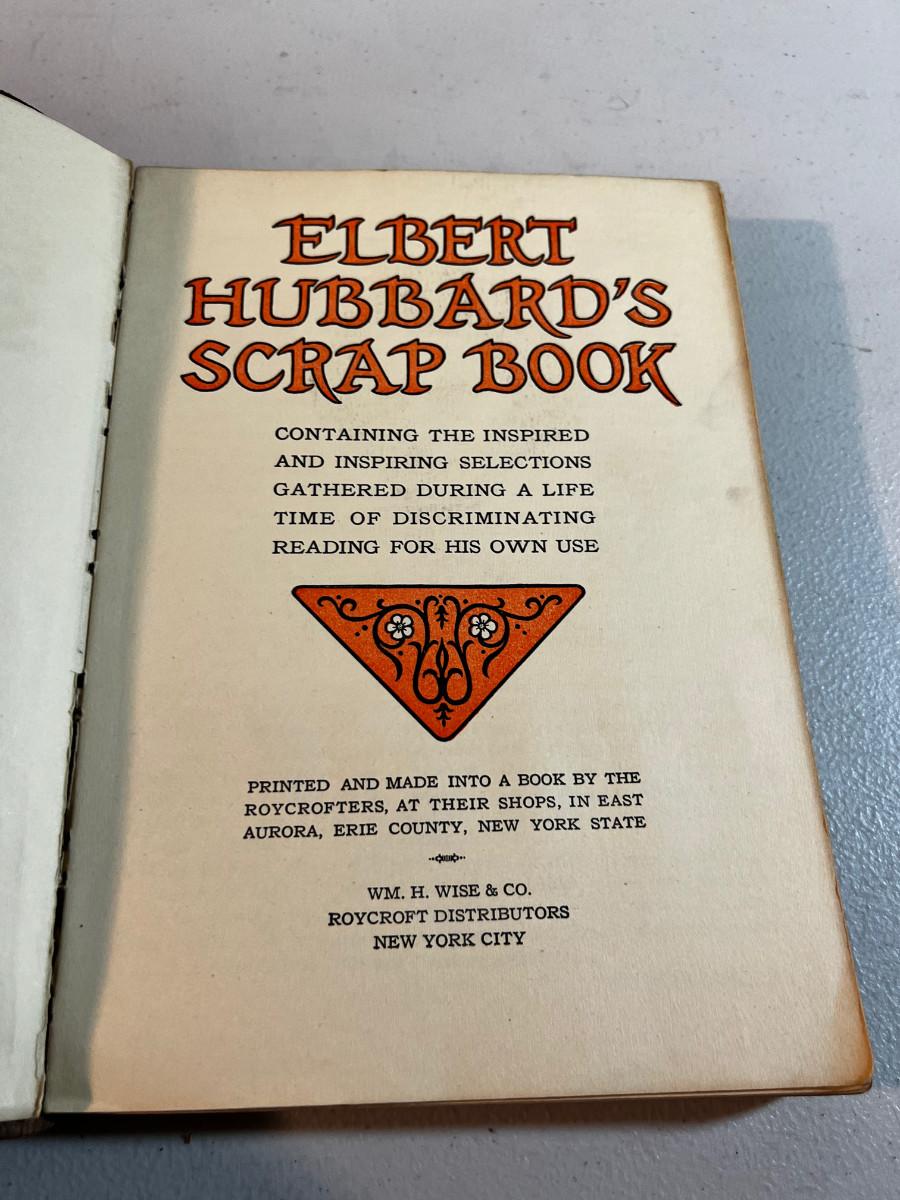 ELBERT
HUBBARD'S
SCRAP BOOK
CONTAINING THE INSPIRED
AND INSPIRING SELECTIONS
GATHERED DURING A LIFE
TIME OF DISCRIMINATING
READING FOR HIS OWN USE
PRINTED AND MADE INTO A BOOK BY THE
ROYCROFTERS, AT THEIR SHOPS, IN EAST
AURORA, ERIE COUNTY, NEW YORK STATE
WM. H. WISE & CO.
ROYCROFT DISTRIBUTORS
NEW YORK CITY